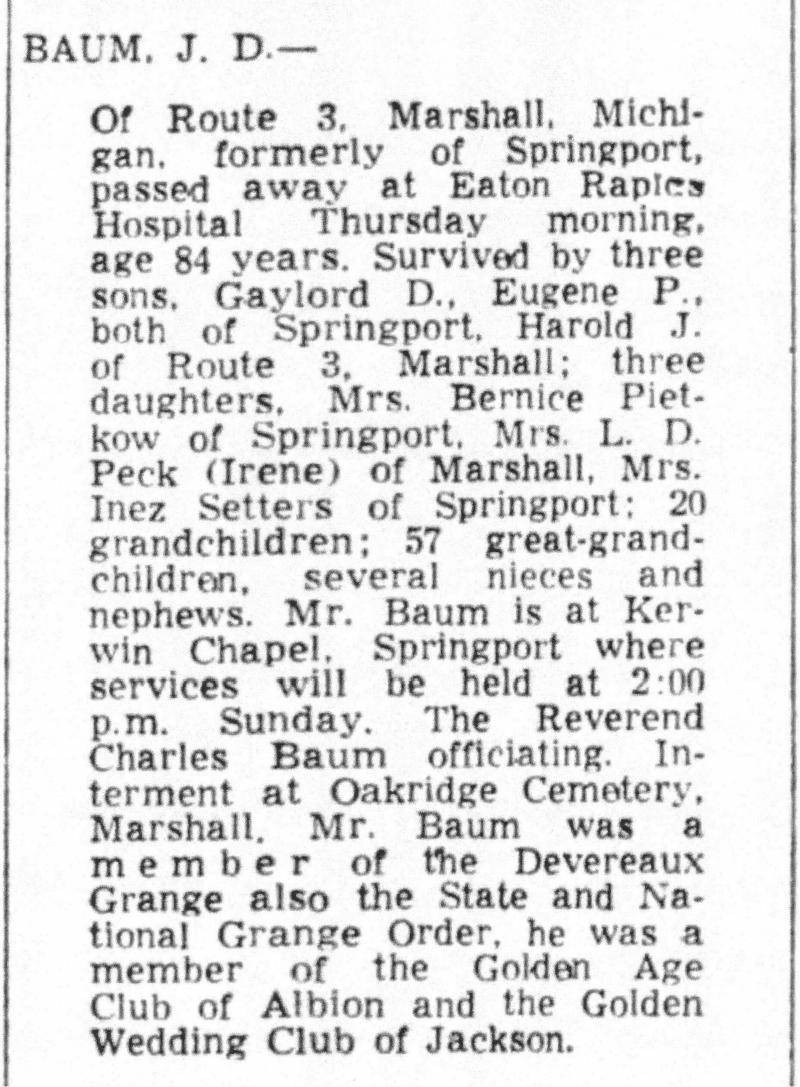 BAUM, J. D.—
Of Route 3, Marshall, Michi-
gan, formerly of Springport,
passed away at Eaton Rapids
Hospital Thursday morning,
age 84 years. Survived by three
sons, Gaylord D., Eugene P.,
both of Springport, Harold J.
of Route 3, Marshall; three
daughters, Mrs. Bernice Piet-
kow of Springport, Mrs. L. D.
Peck (Irene) of Marshall, Mrs.
Inez Setters of Springport; 20
grandchildren; 57 great-grand-
children, several nieces and
nephews. Mr. Baum is at Ker-
win Chapel, Springport where
services will be held at 2:00
p.m. Sunday. The Reverend
Charles Baum officiating. In-
terment at Oakridge Cemetery,
Marshall. Mr. Baum was a
member of the Devereaux
Grange also the State and Na-
tional Grange Order, he was a
member of the Golden Age
Club of Albion and the Golden
Wedding Club of Jackson.